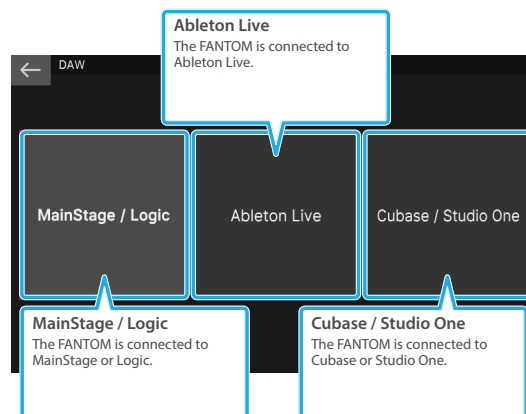 Ableton Live
The FANTOM is connected to
Ableton Live.
DAW
MainStage / Logic
Ableton Live
Cubase / Studio One
MainStage / Logic
The FANTOM is connected to
MainStage or Logic.
Cubase / Studio One
The FANTOM is connected to
Cubase or Studio One.